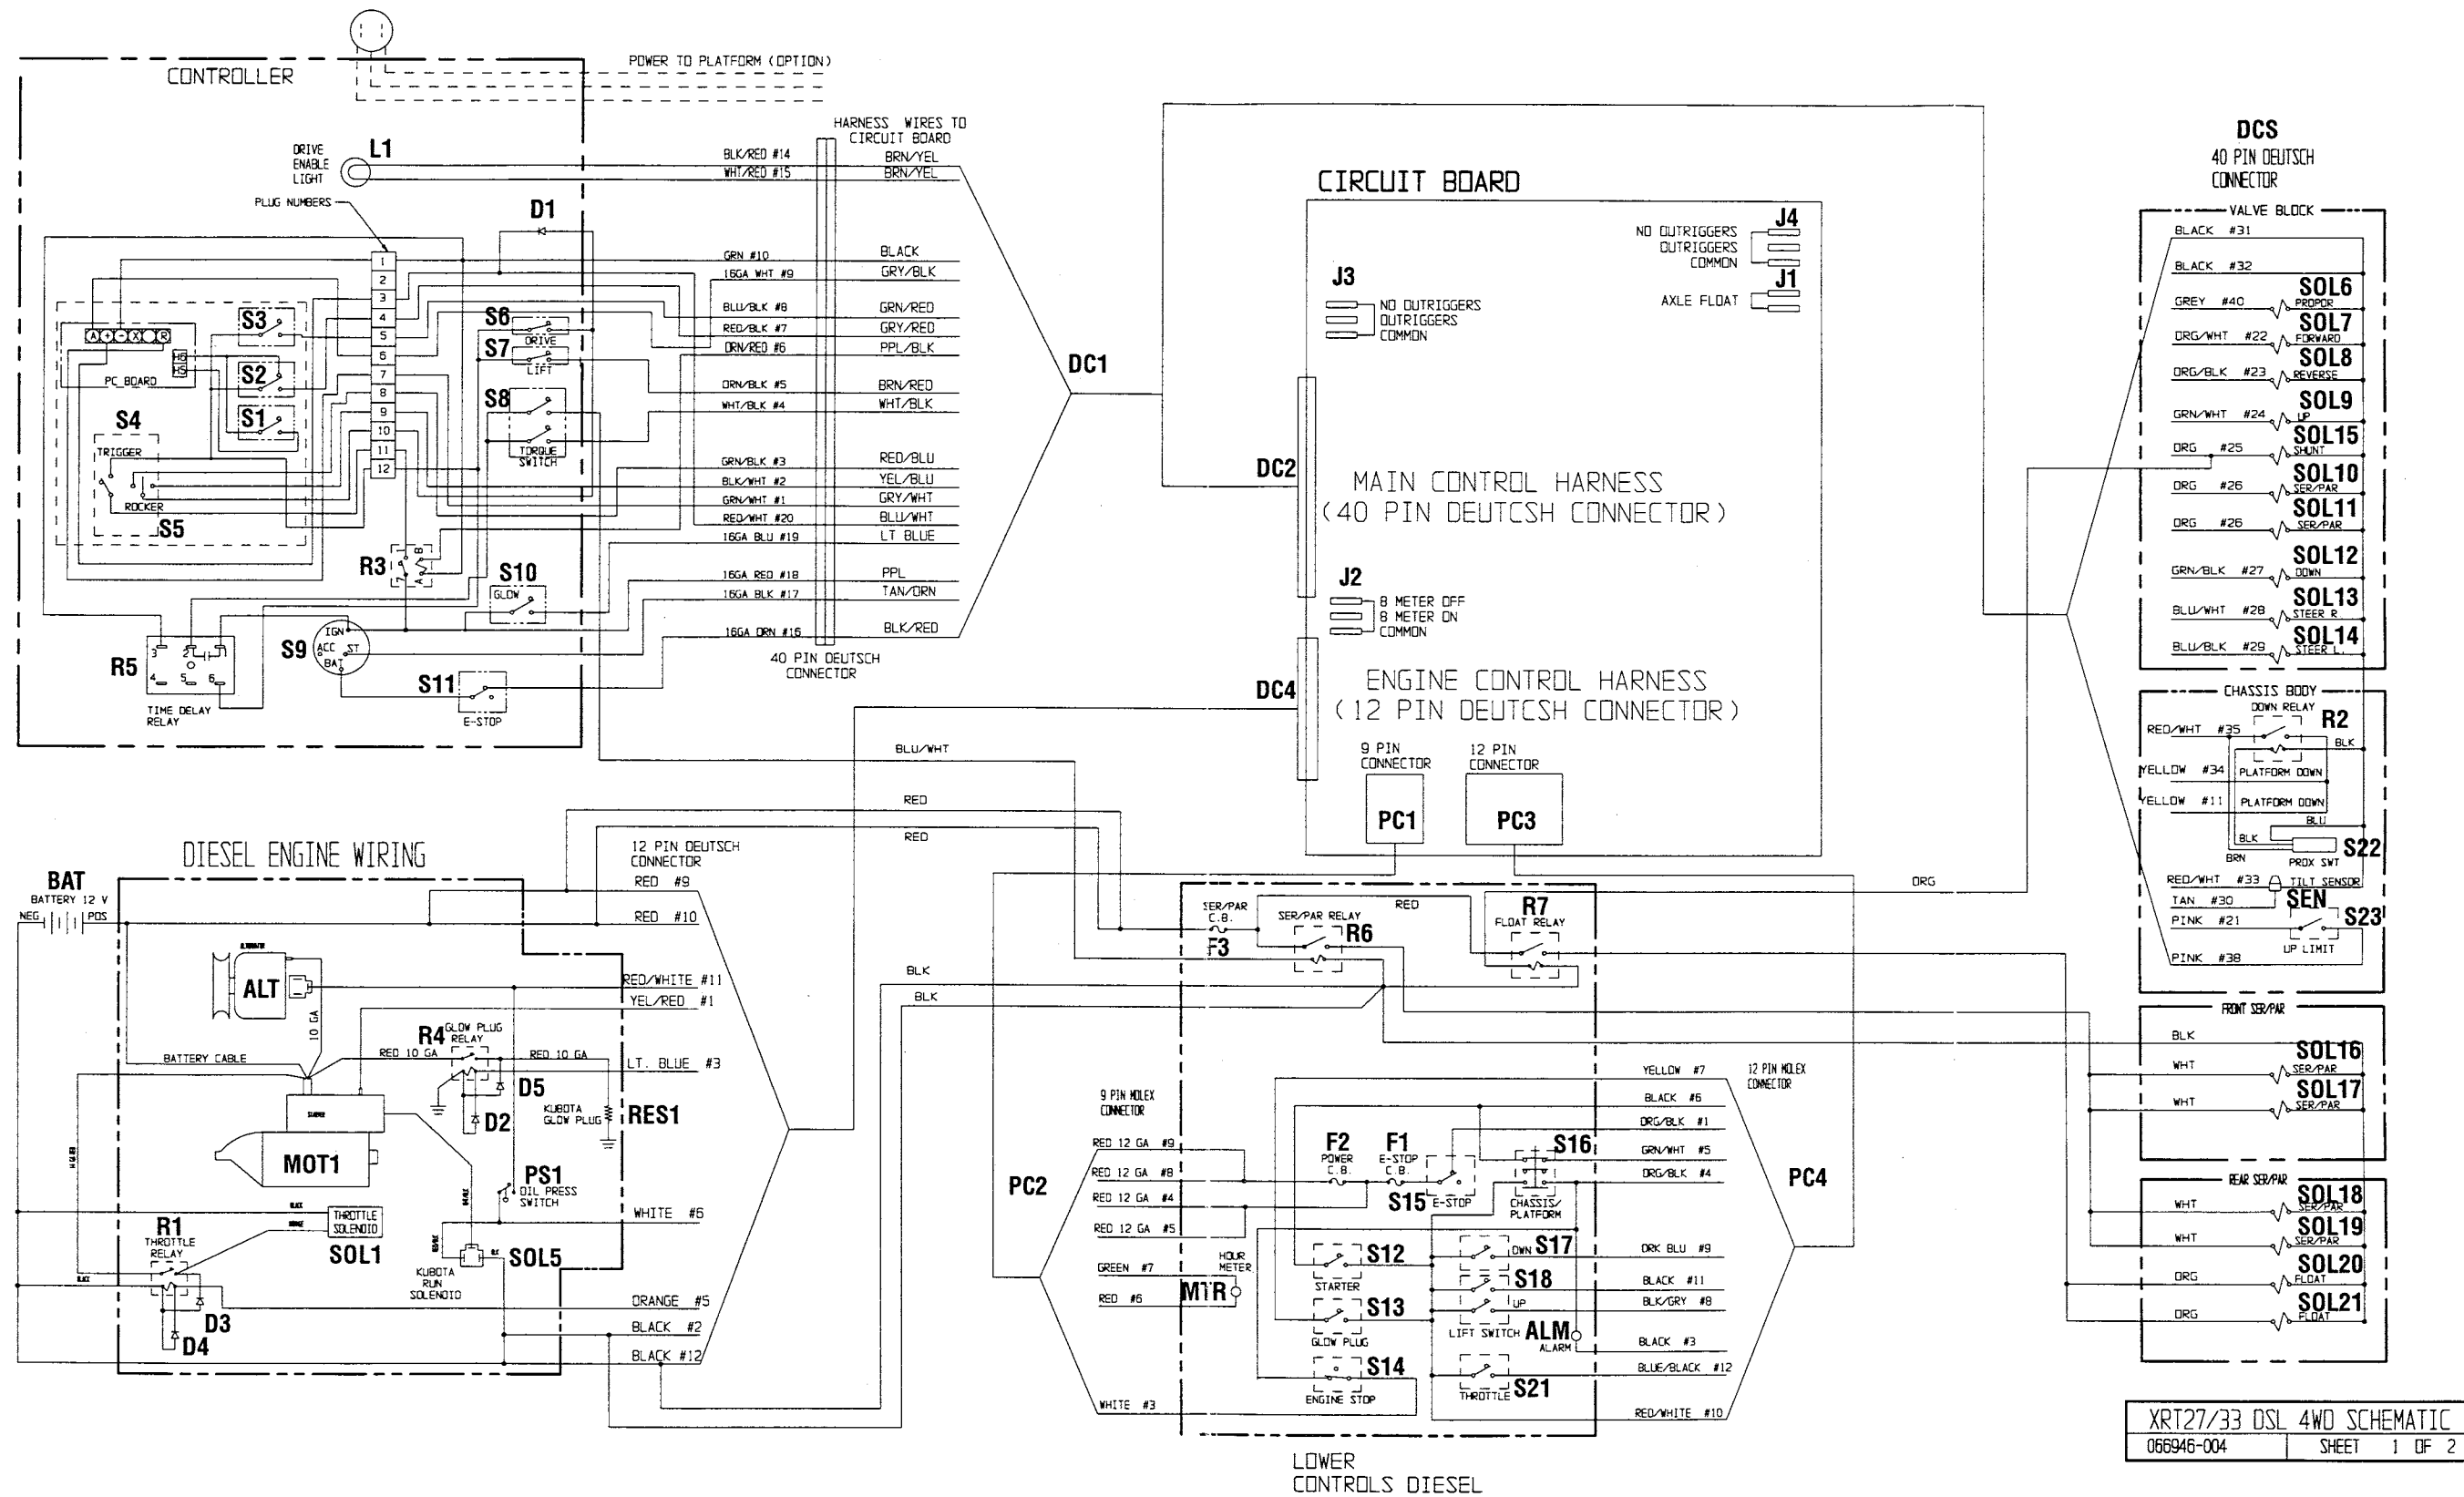 POWER TO PLATFORM (OPTION)
CONTROLLER
HARNESS WIRES TO
CIRCUIT BOARD
DRIVE
ENABLE
LIGHT
L1
BLK/RED #14
BRN/YEL
WHT/RED #15
BRN/YEL
PLUG NUMBERS
D1
1
2
3
4
5
6
7
8
9
10
11
12
GRN #10
BLACK
16GA WHT #9
GRY/BLK
BLU/BLK #8
GRN/RED
RED/BLK #7
GRY/RED
ORN/RED #6
PPL/BLK
ORN/BLK #5
BRN/RED
WHT/BLK #4
WHT/BLK
GRN/BLK #3
RED/BLU
BLK/WHT #2
YEL/BLU
GRN/WHT #1
GRY/WHT
RED/WHT #20
BLU/WHT
16GA BLU #19
LT BLUE
16GA RED #18
PPL
16GA BLK #17
TAN/ORN
16GA ORN #16
BLK/RED
40 PIN DEUTSCH
CONNECTOR
A + - X R
H6
H5
PC BOARD
S3
S2
S1
S4
TRIGGER
ROCKER
S5
S6
DRIVE
S7
LIFT
S8
TORQUE
SWITCH
R3
7
B
A
S10
GLOW
S9
IGN
ACC
ST
BAT
R5
3 2 1
4 5 6
TIME DELAY
RELAY
S11
E-STOP
DC1
CIRCUIT BOARD
NO OUTRIGGERS
OUTRIGGERS
COMMON
J4
J1
AXLE FLOAT
J3
NO OUTRIGGERS
OUTRIGGERS
COMMON
DC2
MAIN CONTROL HARNESS
(40 PIN DEUTCSH CONNECTOR)
J2
8 METER OFF
8 METER ON
COMMON
DC4
ENGINE CONTROL HARNESS
(12 PIN DEUTCSH CONNECTOR)
9 PIN
CONNECTOR
12 PIN
CONNECTOR
PC1
PC3
DCS
40 PIN DEUTSCH
CONNECTOR
VALVE BLOCK
BLACK #31
BLACK #32
SOL6
GREY #40
PROPOR
SOL7
ORG/WHT #22
FORWARD
SOL8
ORG/BLK #23
REVERSE
SOL9
GRN/WHT #24
UP
SOL15
ORG #25
SHUNT
SOL10
ORG #26
SER/PAR
SOL11
ORG #26
SER/PAR
SOL12
GRN/BLK #27
DOWN
SOL13
BLU/WHT #28
STEER R
SOL14
BLU/BLK #29
STEER L
CHASSIS BODY
DOWN RELAY
R2
RED/WHT #35
BLK
YELLOW #34
PLATFORM DOWN
YELLOW #11
PLATFORM DOWN
BLU
BLK
BRN
PROX SWT
S22
RED/WHT #33
TILT SENSOR
TAN #30
SEN
PINK #21
S23
UP LIMIT
PINK #38
FRONT SER/PAR
BLK
SOL16
WHT
SER/PAR
SOL17
WHT
SER/PAR
REAR SER/PAR
SOL18
WHT
SER/PAR
SOL19
WHT
SER/PAR
SOL20
ORG
FLOAT
SOL21
ORG
FLOAT
BLU/WHT
RED
RED
ORG
DIESEL ENGINE WIRING
12 PIN DEUTSCH
CONNECTOR
BAT
BATTERY 12 V
NEG
POS
RED #9
RED #10
ALT
10 GA
RED/WHITE #11
YEL/RED #1
BATTERY CABLE
RED 10 GA
R4
GLOW PLUG
RELAY
RED 10 GA
LT. BLUE #3
D5
D2
KUBOTA
GLOW PLUG
RES1
STARTER
MOT1
PS1
OIL PRESS
SWITCH
WHITE #6
BLACK
ORANGE
THROTTLE
SOLENOID
SOL1
R1
THROTTLE
RELAY
BLK
SOL5
KUBOTA
RUN
SOLENOID
BLACK
D3
D4
ORANGE #5
BLACK #2
BLACK #12
BLK
BLK
SER/PAR
C.B.
F3
RED
SER/PAR RELAY
R6
R7
FLOAT RELAY
PC2
9 PIN MOLEX
CONNECTOR
RED 12 GA #9
RED 12 GA #8
RED 12 GA #4
RED 12 GA #5
GREEN #7
RED #6
WHITE #3
HOUR
METER
MTR
F2
POWER
C.B.
F1
E-STOP
C.B.
S15
E-STOP
S16
CHASSIS/
PLATFORM
S12
STARTER
S13
GLOW PLUG
S14
ENGINE STOP
DWN
S17
S18
UP
LIFT SWITCH
ALM
ALARM
S21
THROTTLE
YELLOW #7
12 PIN MOLEX
CONNECTOR
BLACK #6
ORG/BLK #1
GRN/WHT #5
ORG/BLK #4
DRK BLU #9
BLACK #11
BLK/GRY #8
BLACK #3
BLUE/BLACK #12
RED/WHITE #10
PC4
LOWER
CONTROLS DIESEL
XRT27/33 DSL 4WD SCHEMATIC
066946-004
SHEET 1 OF 2